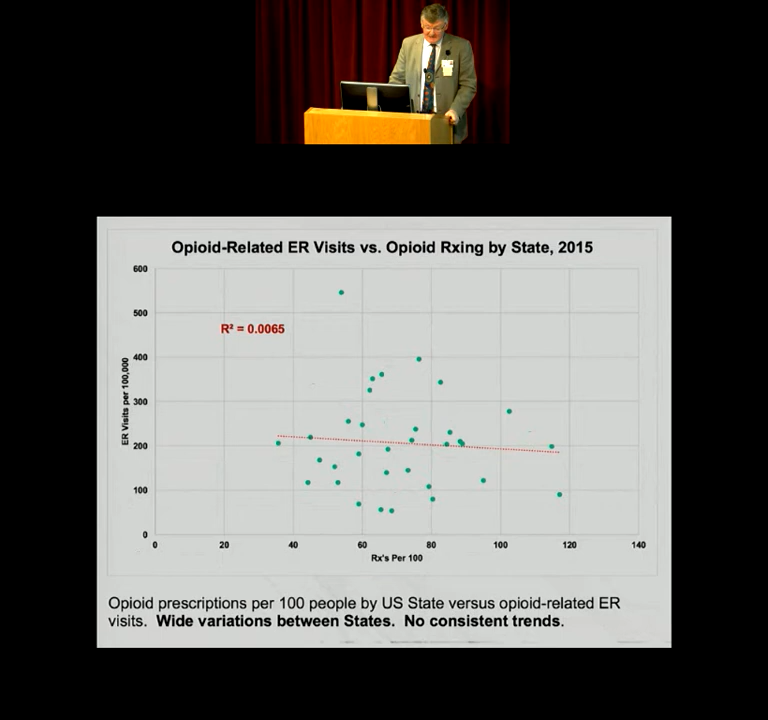 Opioid-Related ER Visits vs. Opioid Rxing by State, 2015
600
500
R² = 0.0065
400
ER Visits per 100,000
300
200
100
0
0 20 40 60 80 100 120 140
Rx's Per 100
Opioid prescriptions per 100 people by US State versus opioid-related ER
visits. Wide variations between States. No consistent trends.